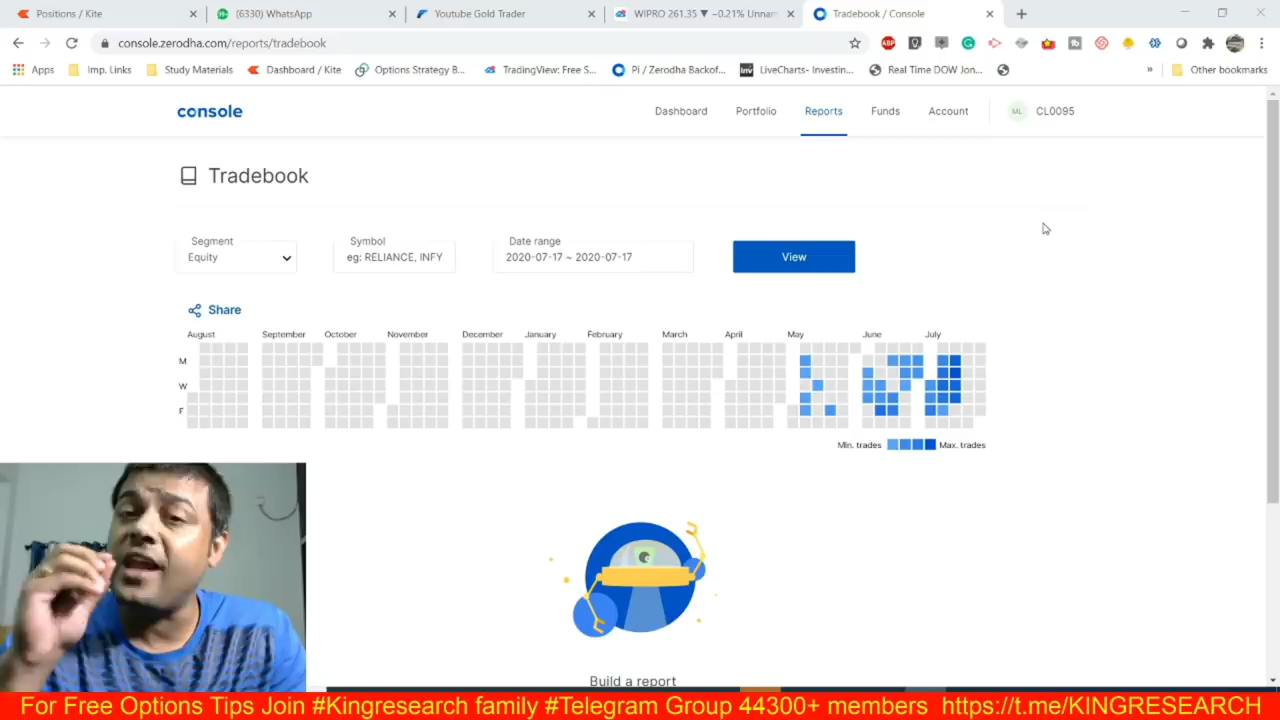 Positions / Kite
(6330) WhatsApp
Youtube Gold Trader
WIPRO 261.35 ▼ −0.21% Unnam
Tradebook / Console
console.zerodha.com/reports/tradebook
ABP
Apps
Imp. Links
Study Materials
Dashboard / Kite
Options Strategy B...
TradingView: Free S...
Pi / Zerodha Backof...
Inv
LiveCharts- Investin...
Real Time DOW Jon...
»
Other bookmarks
console
Dashboard
Portfolio
Reports
Funds
Account
ML
CL0095
Tradebook
Segment
Equity
Symbol
eg: RELIANCE, INFY
Date range
2020-07-17 ~ 2020-07-17
View
Share
August September October November December January February March April May June July
M
W
F
Min. trades
Max. trades
Build a report
For Free Options Tips Join #Kingresearch family #Telegram Group 44300+ members https://t.me/KINGRESEARCH